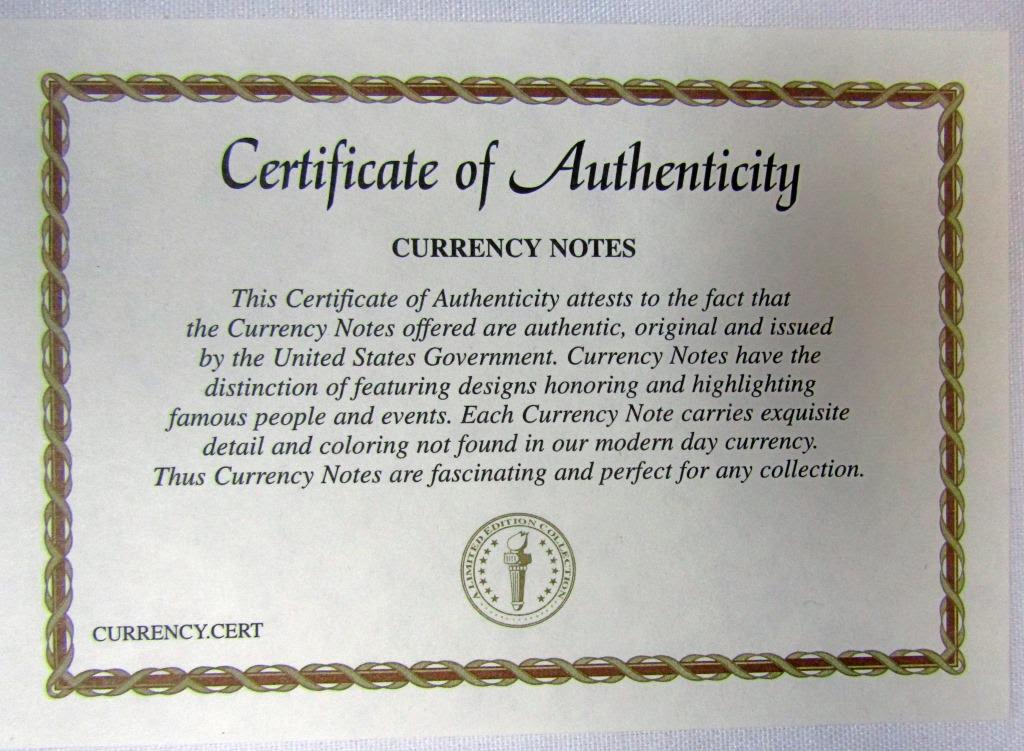 Certificate of Authenticity
CURRENCY NOTES
This Certificate of Authenticity attests to the fact that
the Currency Notes offered are authentic, original and issued
by the United States Government. Currency Notes have the
distinction of featuring designs honoring and highlighting
famous people and events. Each Currency Note carries exquisite
detail and coloring not found in our modern day currency.
Thus Currency Notes are fascinating and perfect for any collection.
A LIMITED EDITION COLLECTION
CURRENCY.CERT